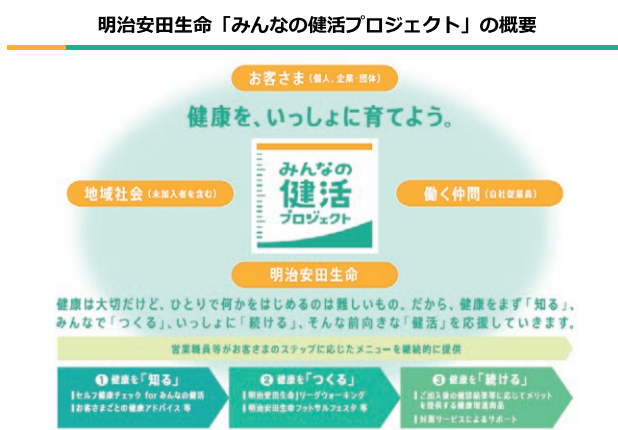 明治安田生命「みんなの健活プロジェクト」の概要
お客さま（個人、企業・団体）
健康を、いっしょに育てよう。
みんなの
健活
プロジェクト
地域社会（未加入者を含む）
働く仲間（自社従業員）
明治安田生命
健康は大切だけど、ひとりで何かをはじめるのは難しいもの。だから、健康をまず「知る」、
みんなで「つくる」、いっしょに「続ける」、そんな前向きな「健活」を応援していきます。
営業職員等がお客さまのステップに応じたメニューを継続的に提供
❶ 健康を「知る」
セルフ健康チェック for みんなの健活
お客さまごとの健康アドバイス 等
❷ 健康を「つくる」
明治安田生命Jリーグウォーキング
明治安田生命フットサルフェスタ 等
❸ 健康を「続ける」
ご加入後の健診結果等に応じてメリット
を提供する健康増進商品
付帯サービスによるサポート